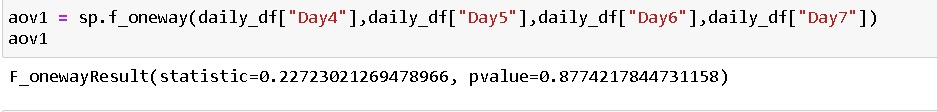 aov1 = sp.f_oneway(daily_df["Day4"],daily_df["Day5"],daily_df["Day6"],daily_df["Day7"])
aov1
F_onewayResult(statistic=0.22723021269478966, pvalue=0.8774217844731158)